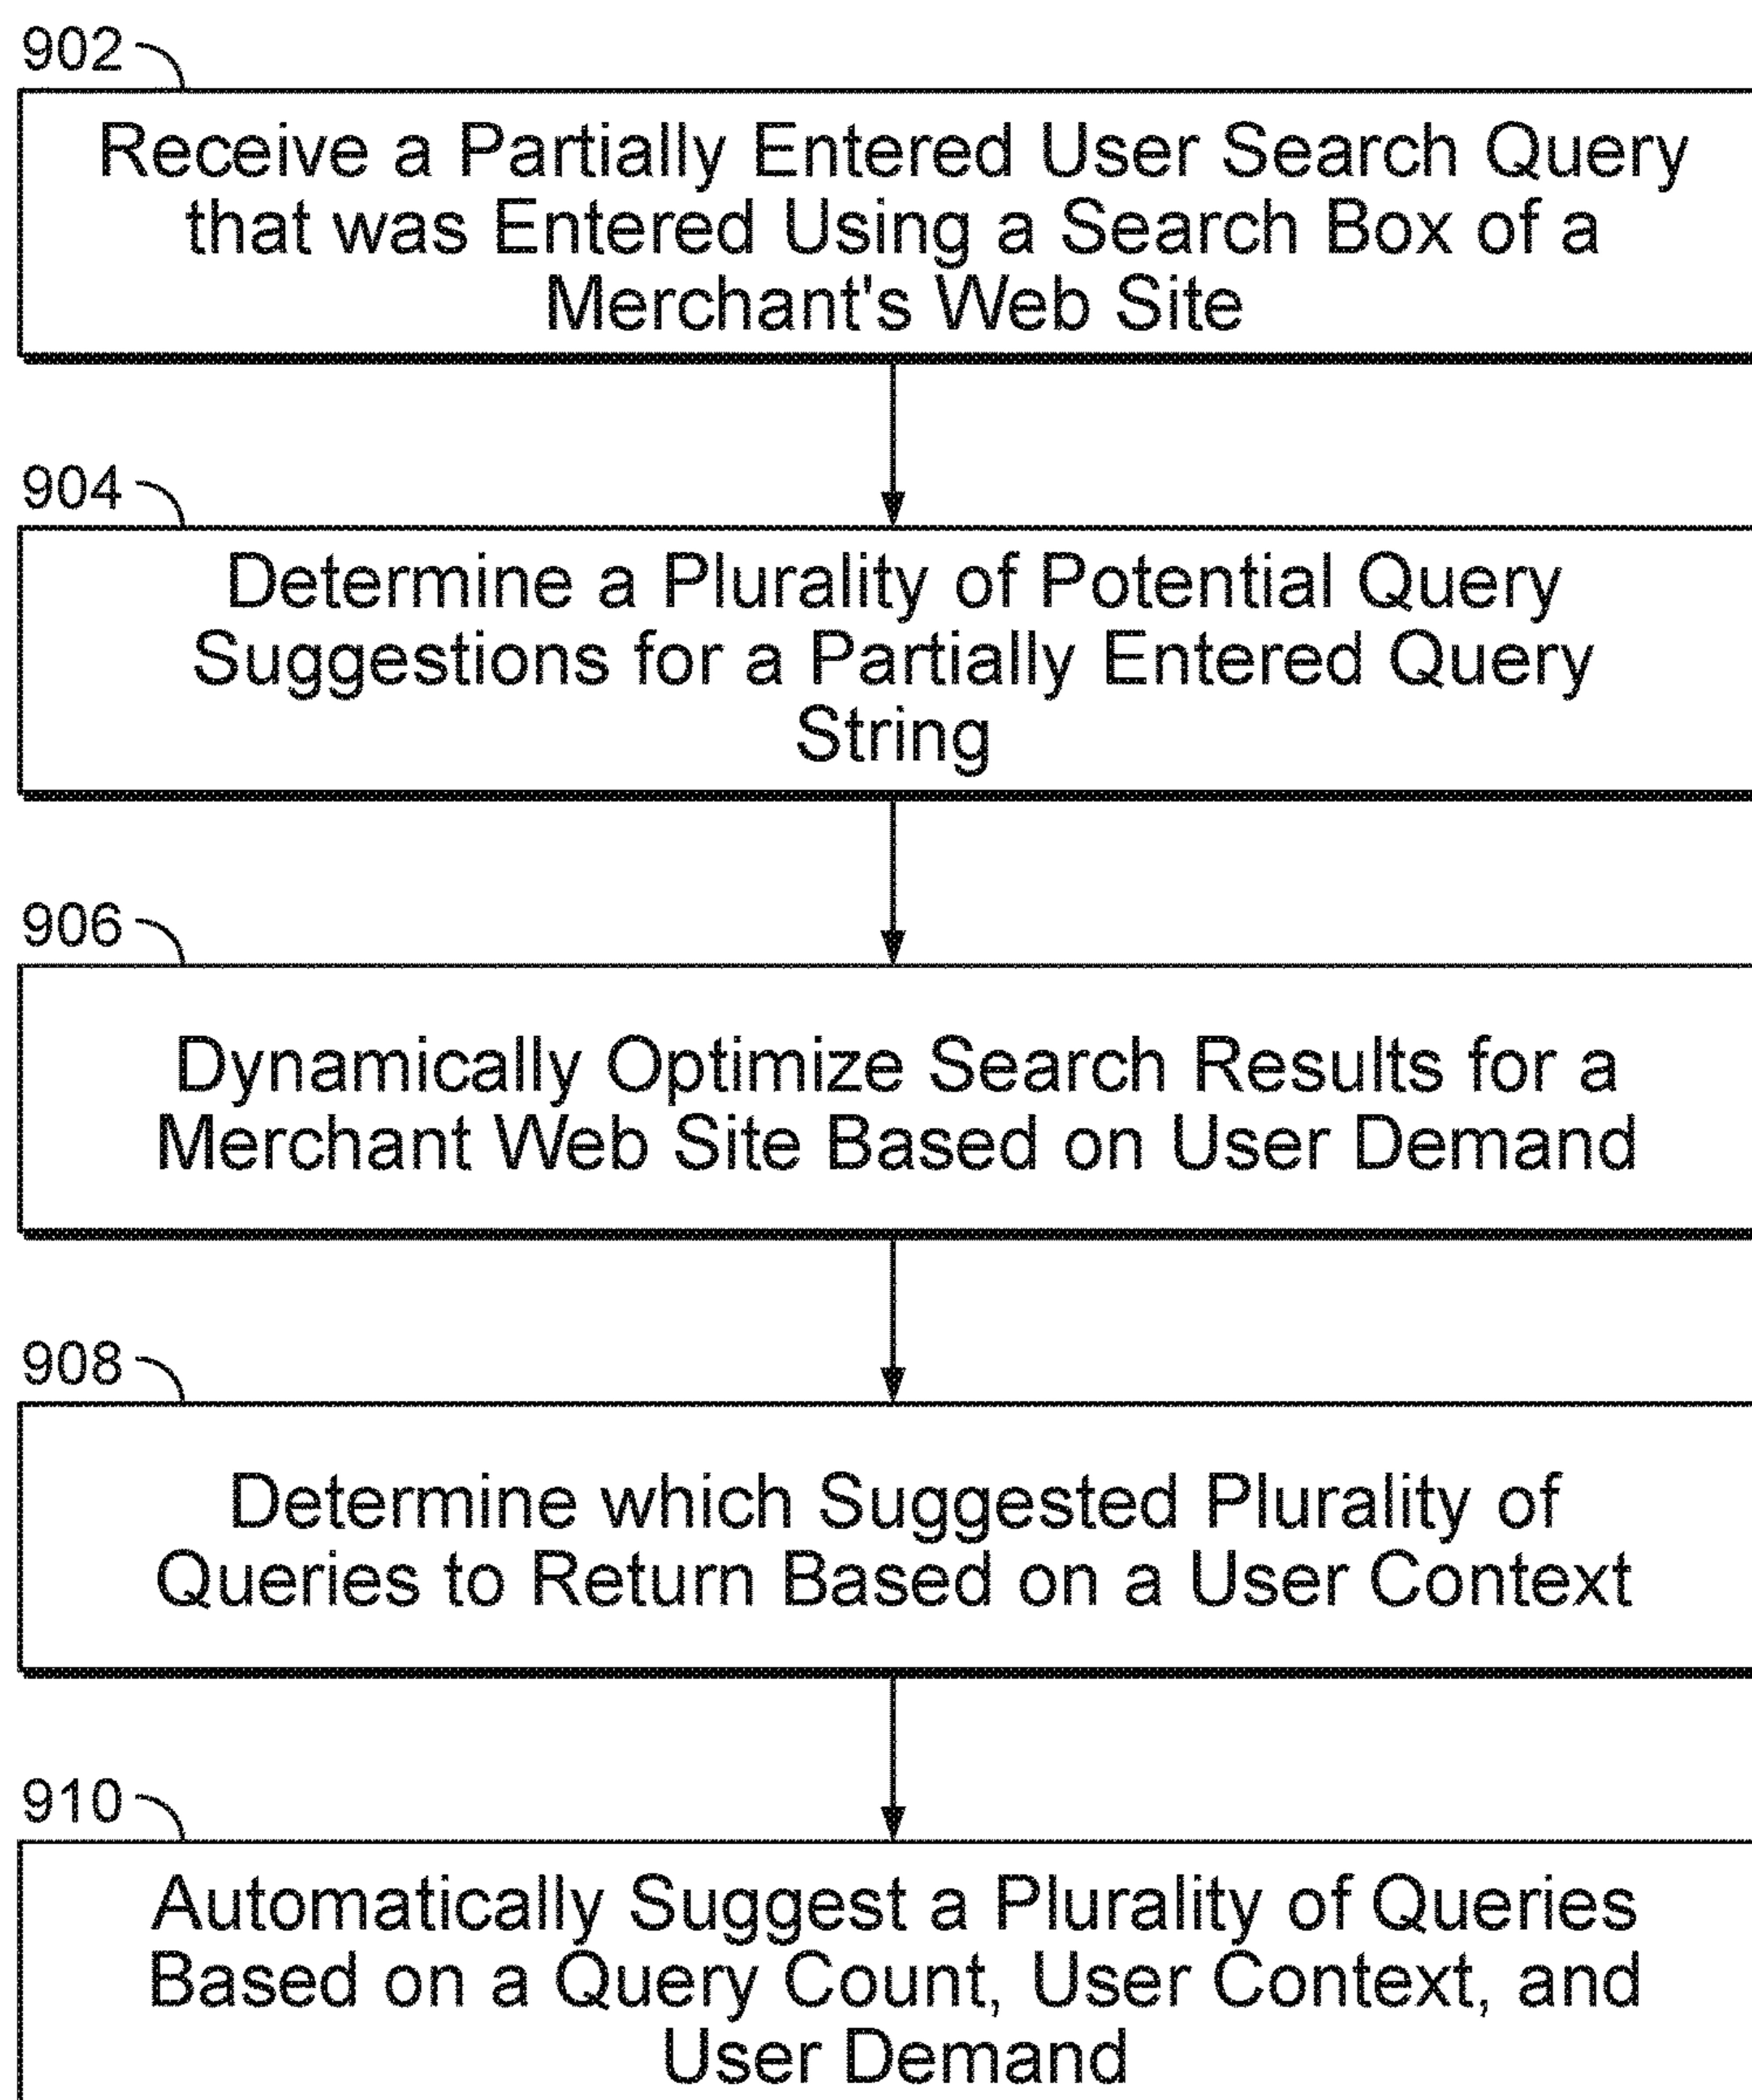 902
Receive a Partially Entered User Search Query
that was Entered Using a Search Box of a
Merchant's Web Site
904
Determine a Plurality of Potential Query
Suggestions for a Partially Entered Query
String
906
Dynamically Optimize Search Results for a
Merchant Web Site Based on User Demand
908
Determine which Suggested Plurality of
Queries to Return Based on a User Context
910
Automatically Suggest a Plurality of Queries
Based on a Query Count, User Context, and
User Demand